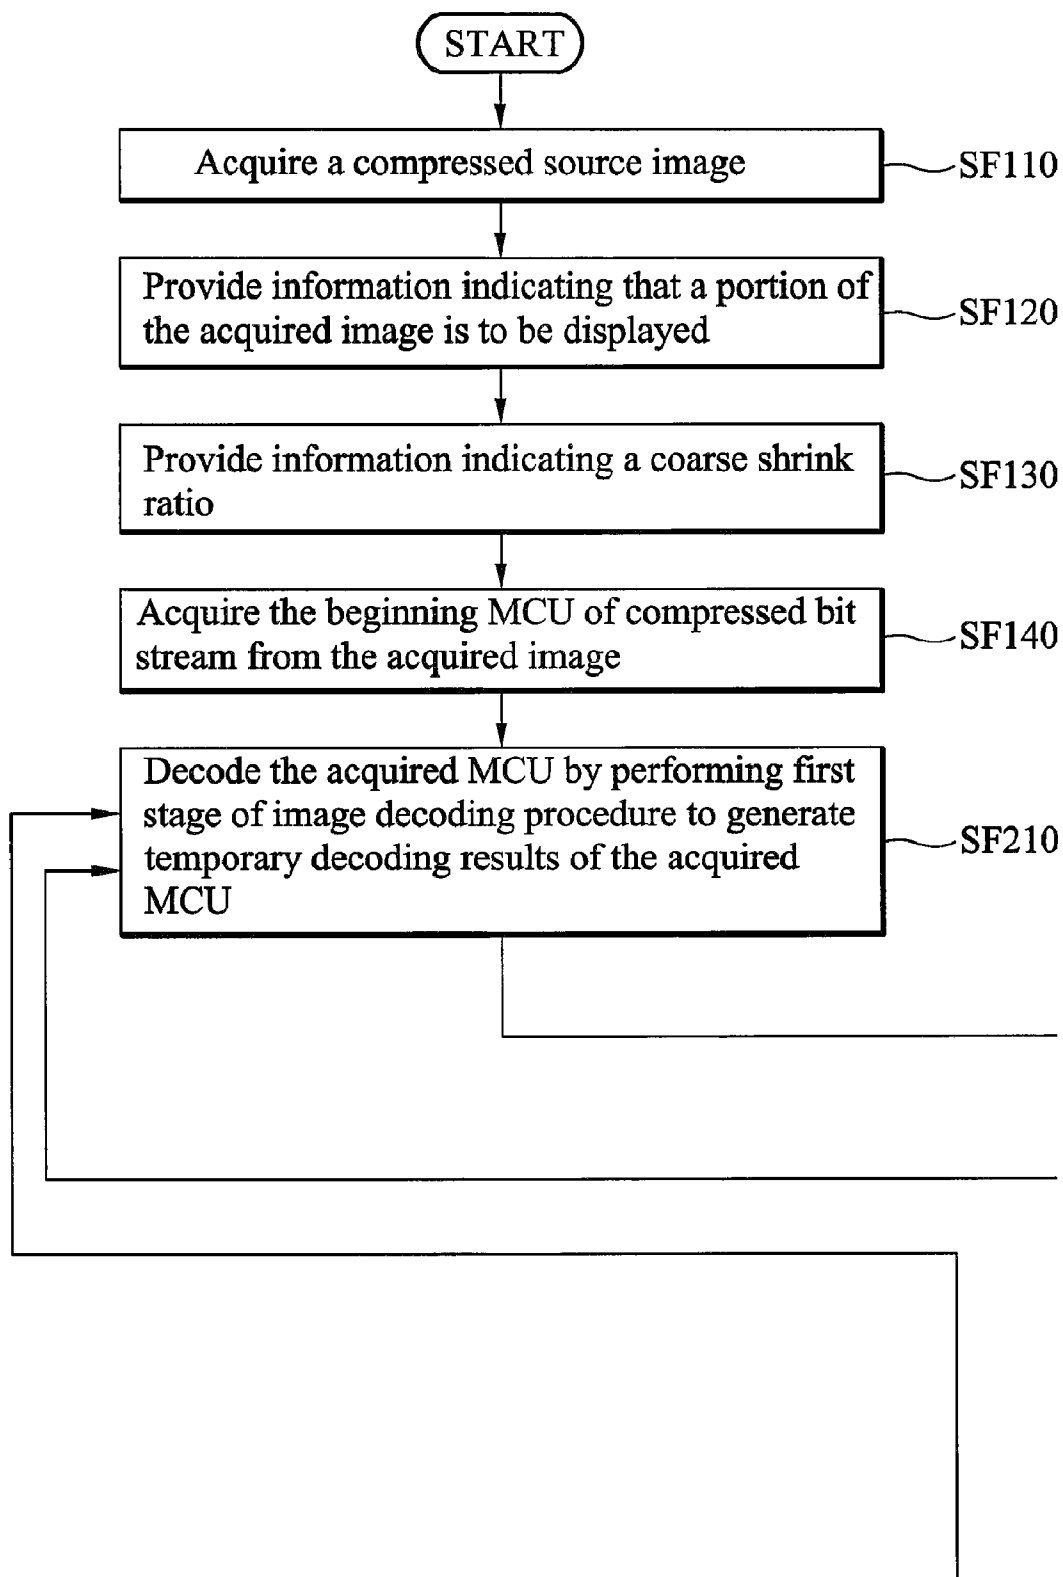 START
Acquire a compressed source image
SF110
Provide information indicating that a portion of
the acquired image is to be displayed
SF120
Provide information indicating a coarse shrink
ratio
SF130
Acquire the beginning MCU of compressed bit
stream from the acquired image
SF140
Decode the acquired MCU by performing first
stage of image decoding procedure to generate
temporary decoding results of the acquired
MCU
SF210